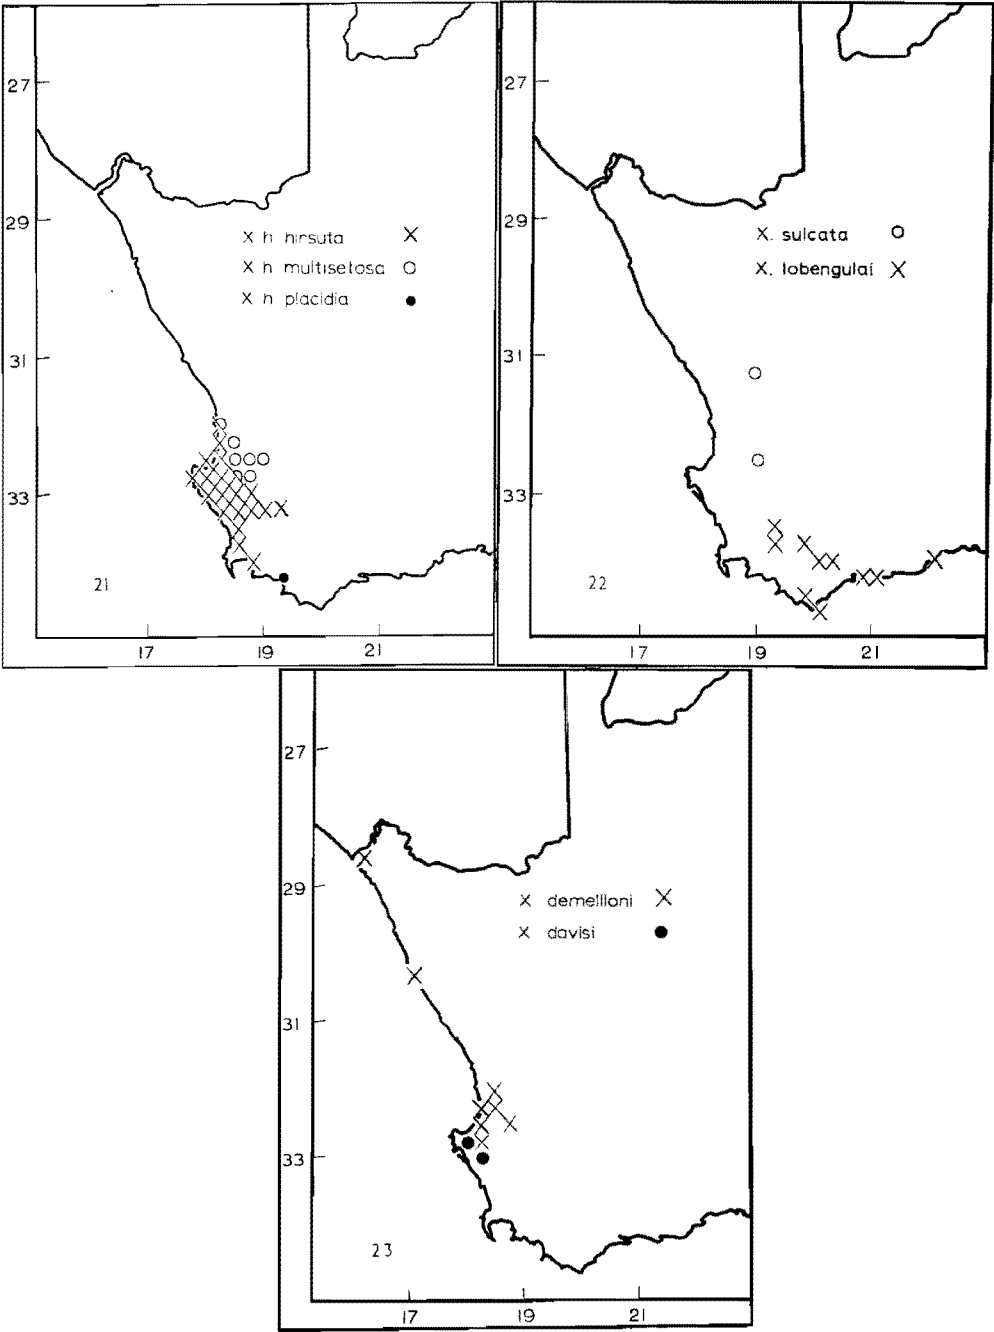 27
29
31
33
X h hirsuta X
X h multisetosa O
X h placidia ●
21
17 19 21
27
29
31
33
X. sulcata O
X. lobengulai X
22
17 19 21
27
29
31
33
X demellloni X
X davisi ●
23
17 19 21